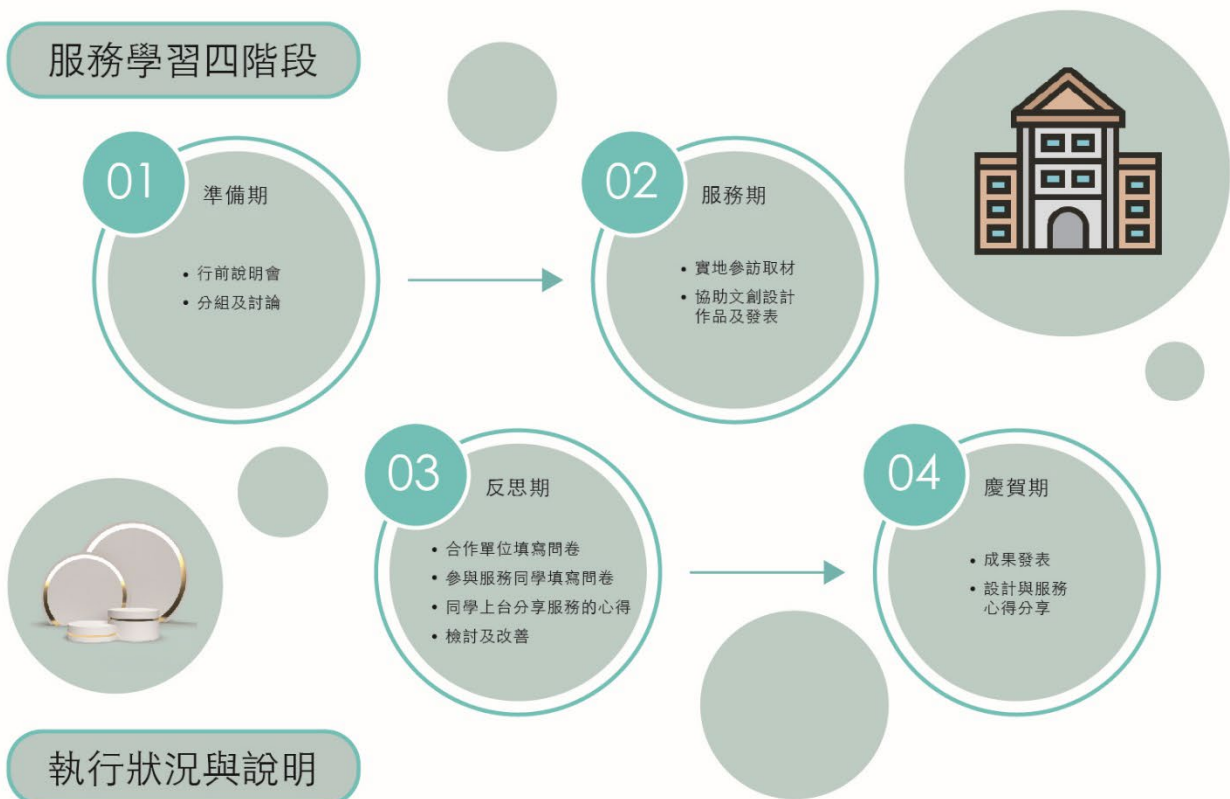 服務學習四階段
01
準備期
• 行前說明會
• 分組及討論
02
服務期
• 實地參訪取材
• 協助文創設計
作品及發表
03
反思期
• 合作單位填寫問卷
• 參與服務同學填寫問卷
• 同學上台分享服務的心得
• 檢討及改善
04
慶賀期
• 成果發表
• 設計與服務
心得分享
執行狀況與說明